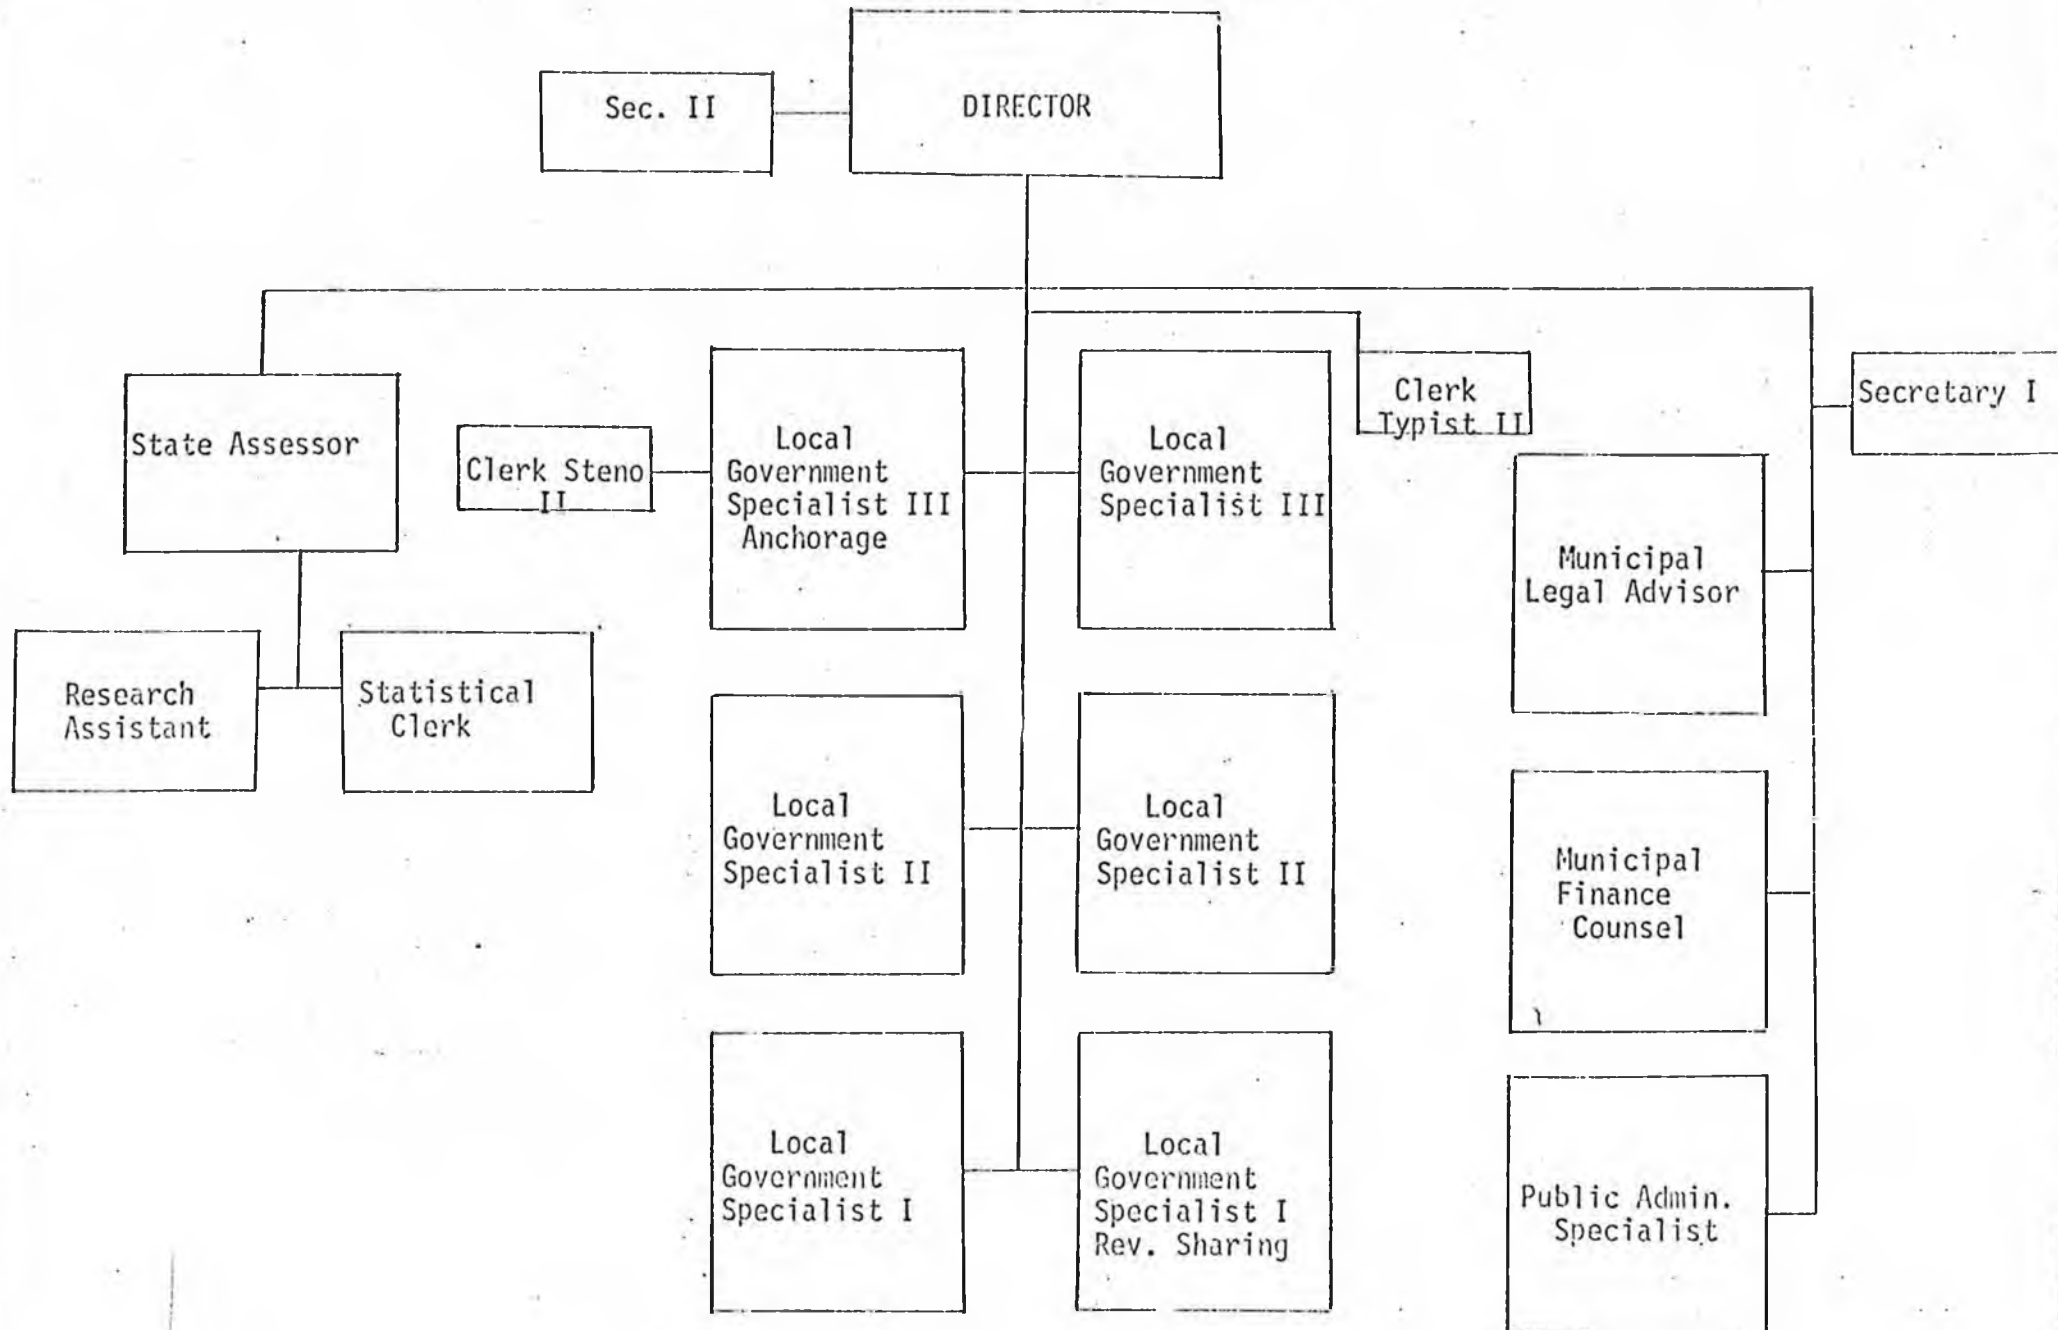 Sec. II
DIRECTOR
State Assessor
Clerk Steno
II
Local
Government
Specialist III
Anchorage
Local
Government
Specialist III
Clerk
Typist II
Secretary I
Municipal
Legal Advisor
Research
Assistant
Statistical
Clerk
Local
Government
Specialist II
Local
Government
Specialist II
Municipal
Finance
Counsel
Local
Government
Specialist I
Local
Government
Specialist I
Rev. Sharing
Public Admin.
Specialist